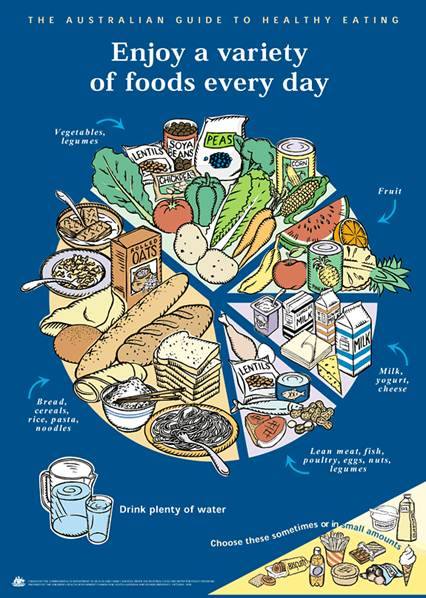 THE AUSTRALIAN GUIDE TO HEALTHY EATING
Enjoy a variety
of foods every day
Vegetables,
legumes
LENTILS
SOYA
BEANS
PEAS
CHICKPEAS
CORN
Fruit
ROLLED
OATS
MILK
MILK
Milk,
yogurt,
cheese
LENTILS
Bread,
cereals,
rice, pasta,
noodles
Lean meat, fish,
poultry, eggs, nuts,
legumes
Drink plenty of water
Choose these sometimes or in small amounts